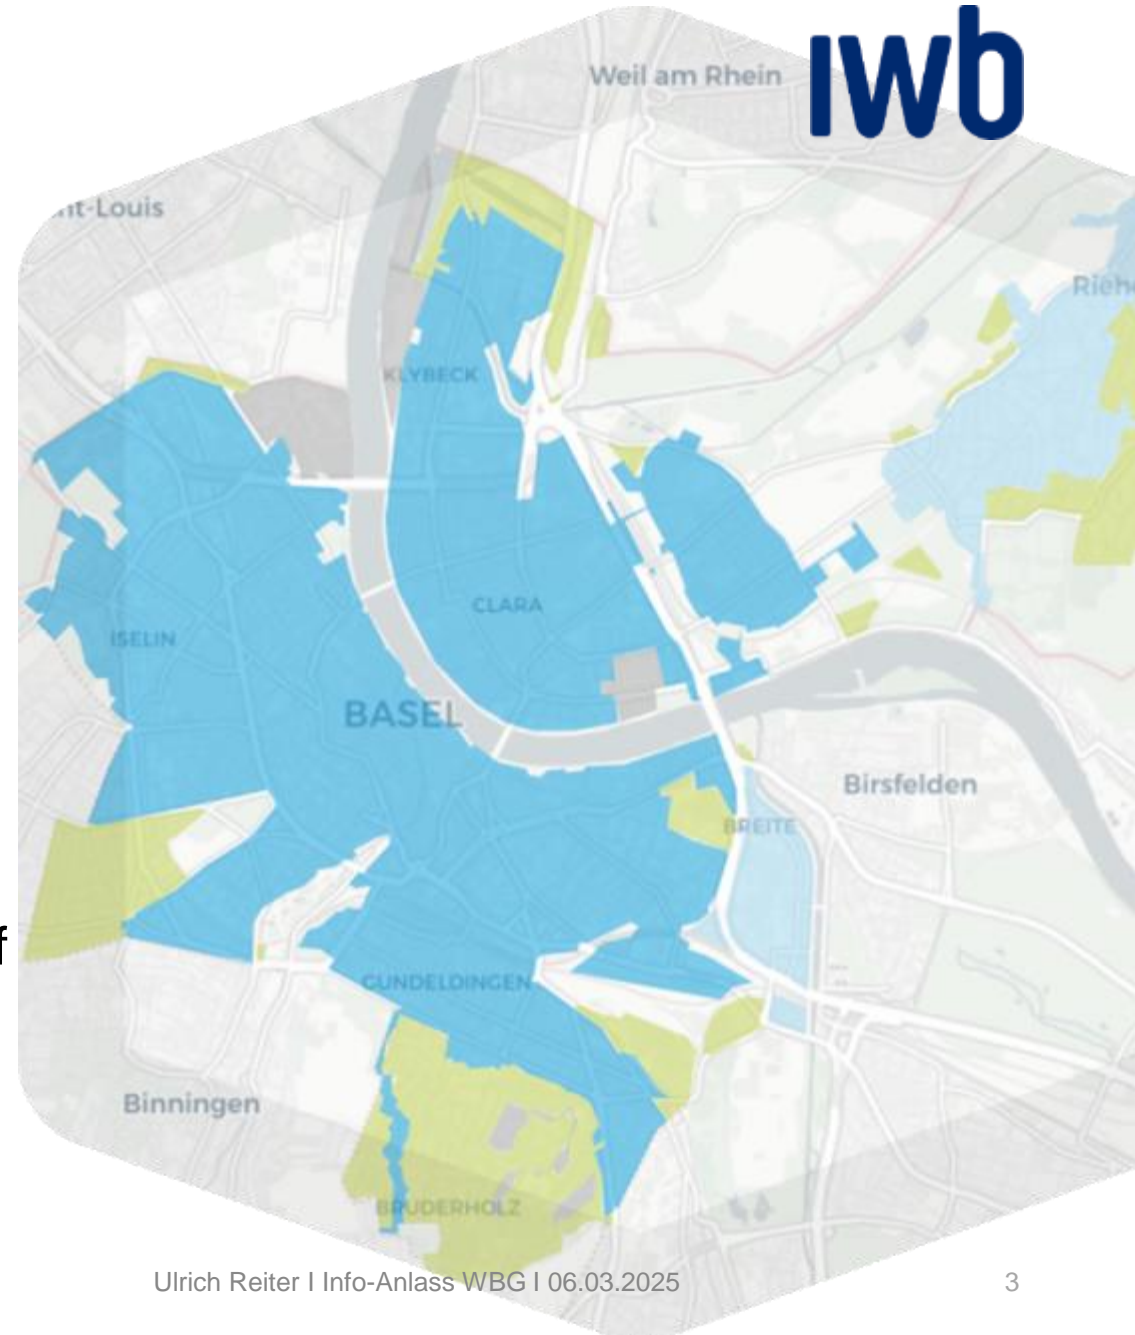 iwb
Weil am Rhein
nt-Louis
Rieh
KLYBECK
CLARA
ISELIN
BASEL
Birsfelden
BREITE
f
GUNDELDINGEN
Binningen
BRUDERHOLZ
Ulrich Reiter I Info-Anlass WBG I 06.03.2025
3